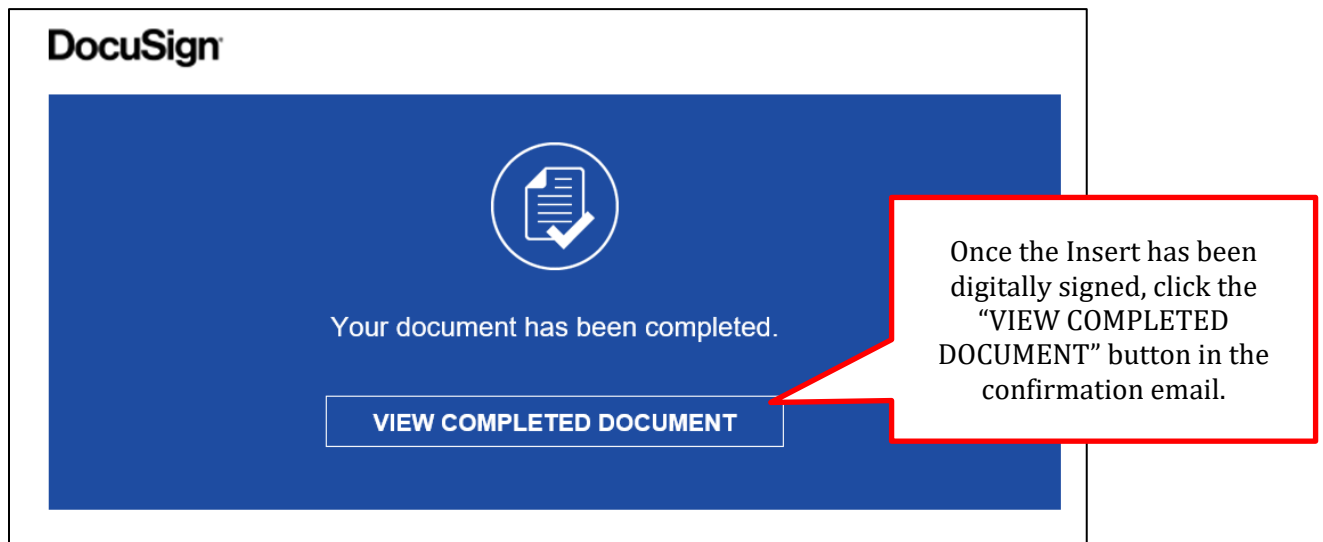 DocuSign
Your document has been completed.
VIEW COMPLETED DOCUMENT
Once the Insert has been
digitally signed, click the
“VIEW COMPLETED
DOCUMENT” button in the
confirmation email.